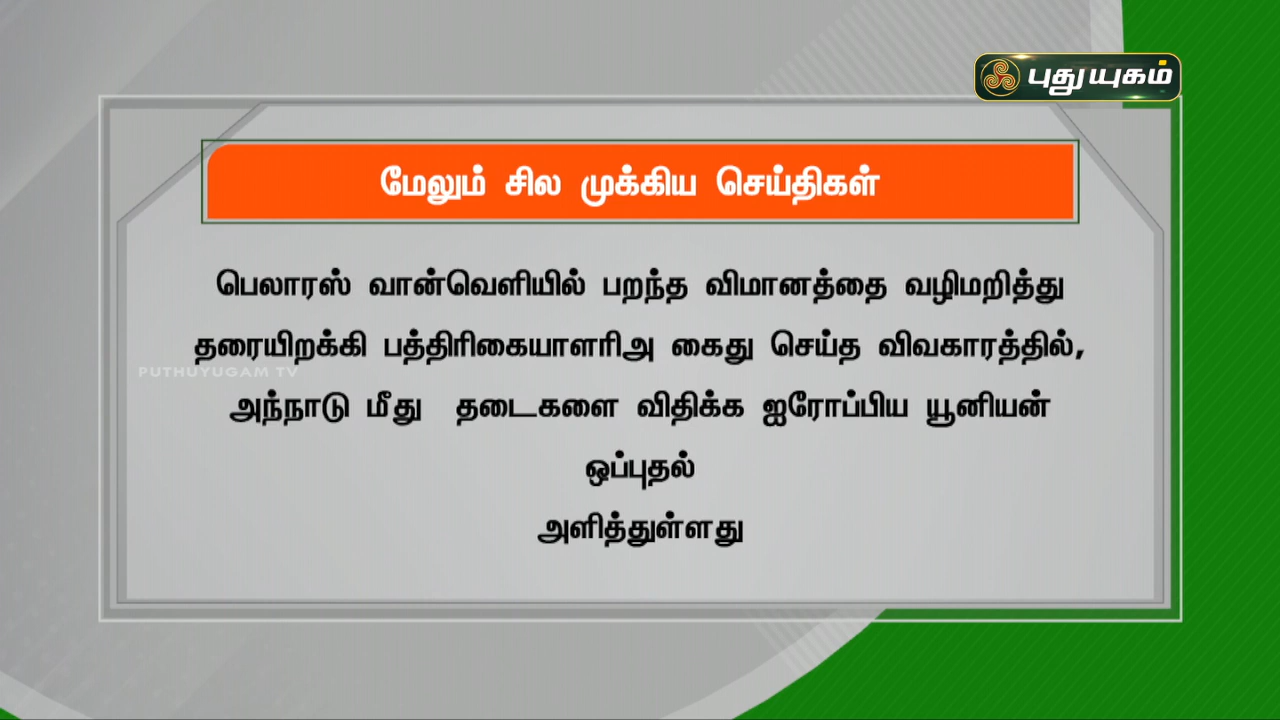 புதுயுகம்
மேலும் சில முக்கிய செய்திகள்
பெலாரஸ் வான்வெளியில் பறந்த விமானத்தை வழிமறித்து
தரையிறக்கி பத்திரிகையாளரிஅ கைது செய்த விவகாரத்தில்,
PUTHUYUGAM TV
அந்நாடு மீது தடைகளை விதிக்க ஐரோப்பிய யூனியன்
ஒப்புதல்
அளித்துள்ளது